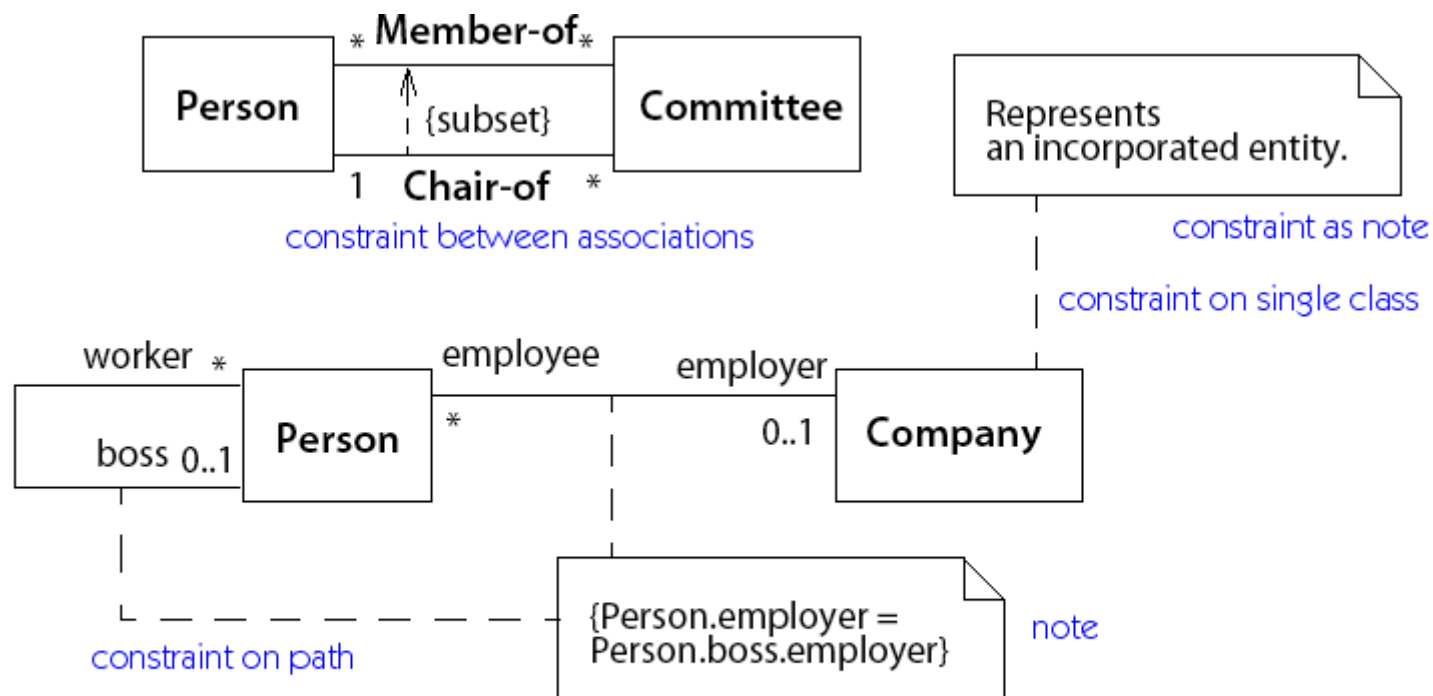 * Member-of *
Person
Committee
{subset}
1 Chair-of *
constraint between associations
Represents
an incorporated entity.
constraint as note
constraint on single class
worker *
employee
employer
Person
*
0..1
Company
boss 0..1
{Person.employer =
Person.boss.employer}
note
constraint on path